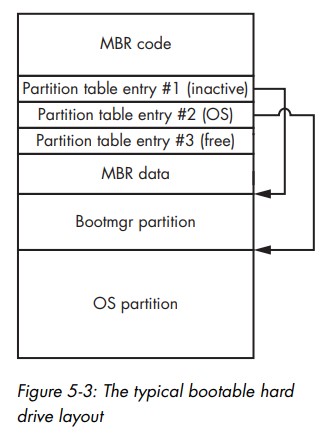 MBR code
Partition table entry #1 (inactive)
Partition table entry #2 (OS)
Partition table entry #3 (free)
MBR data
Bootmgr partition
OS partition
Figure 5-3: The typical bootable hard
drive layout